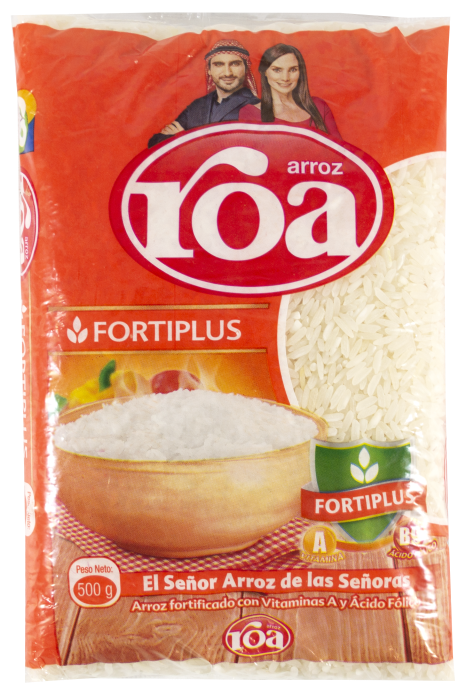 arroz
roa
FORTIPLUS
FORTIPLUS
A
VITAMINA
Peso Neto:
500 g
El Señor Arroz de las Señoras
Arroz fortificado con Vitaminas A y Ácido
roa